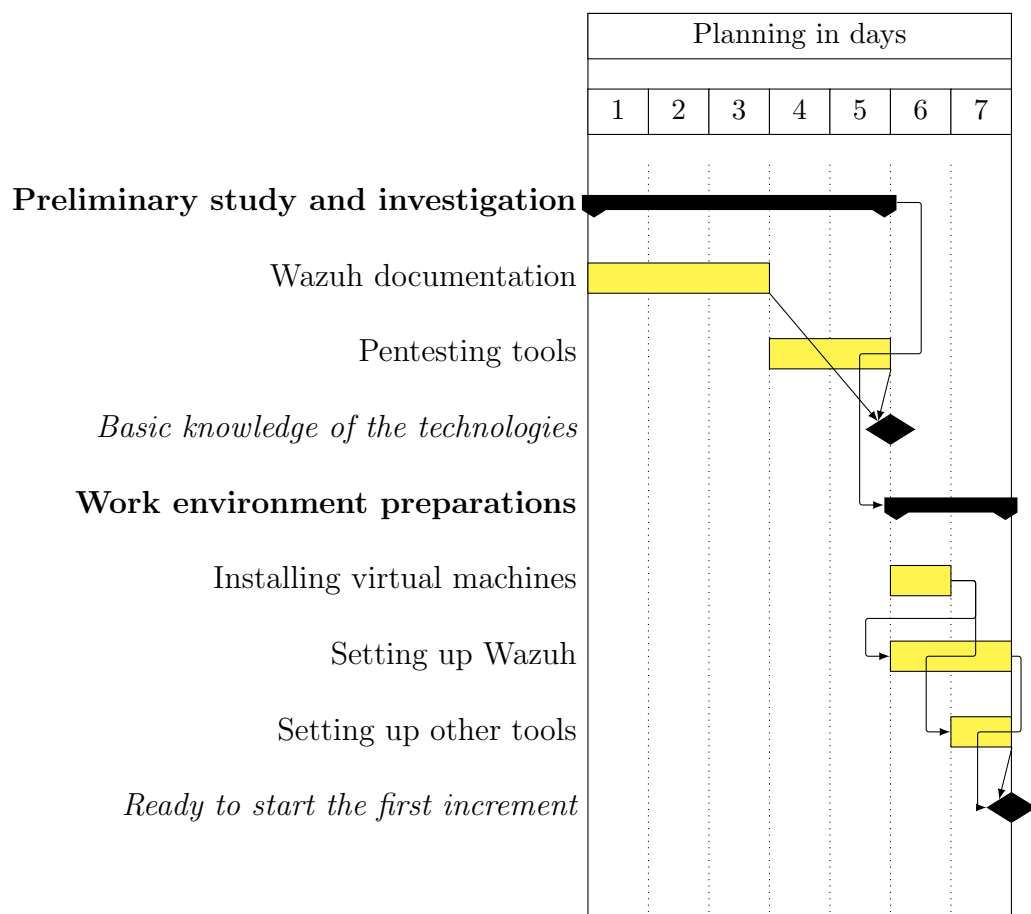 Planning in days
1 2 3 4 5 6 7
Preliminary study and investigation
Wazuh documentation
Pentesting tools
Basic knowledge of the technologies
Work environment preparations
Installing virtual machines
Setting up Wazuh
Setting up other tools
Ready to start the first increment